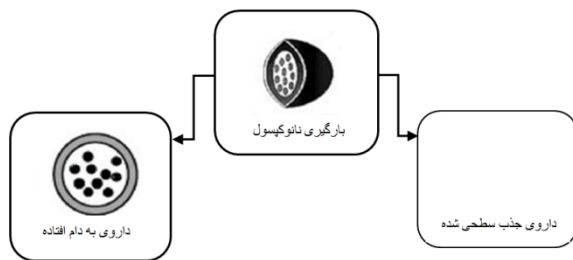 بارگیری نانوکپسول
داروی جذب سطحی شده
داروی به دام افتاده